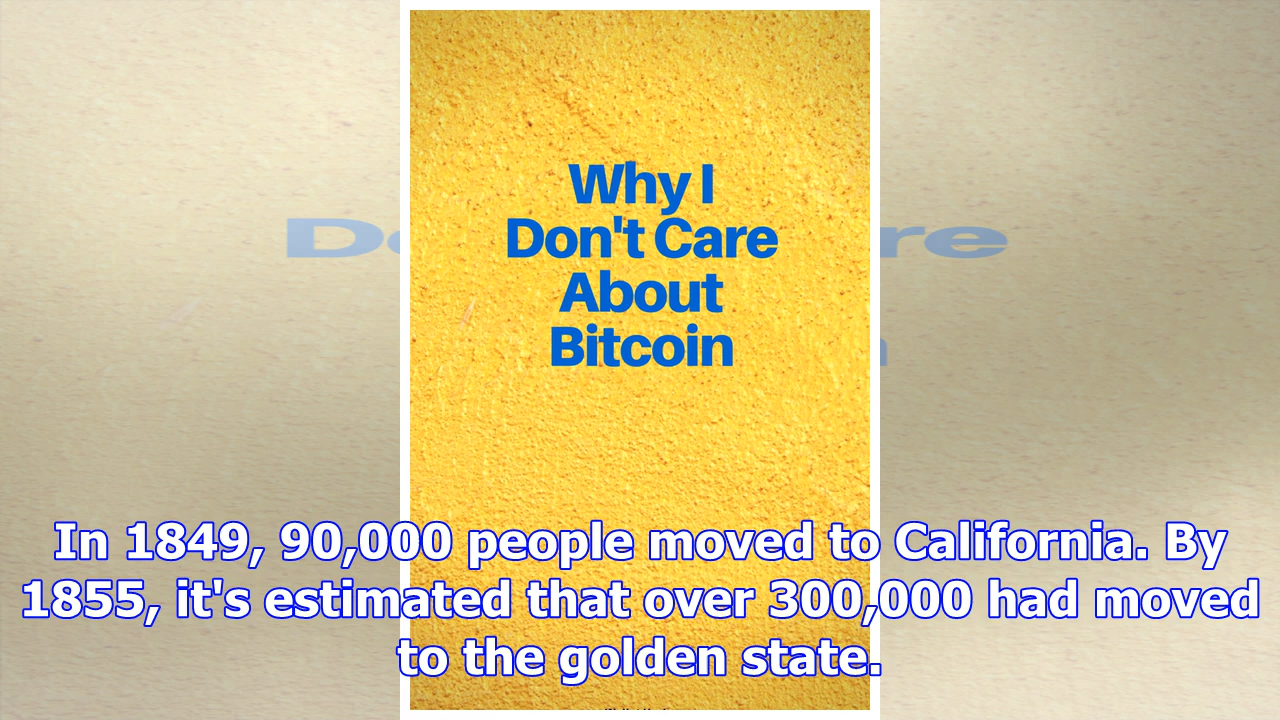 Why I
Don't Care
About
Bitcoin
In 1849, 90,000 people moved to California. By
1855, it's estimated that over 300,000 had moved
to the golden state.